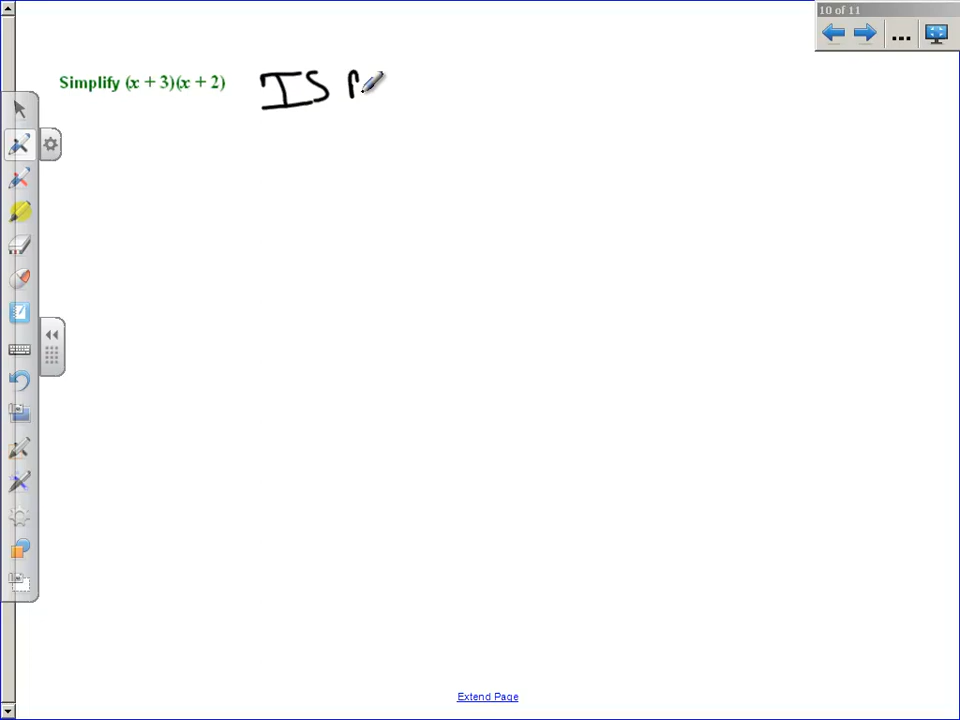 10 of 11
Simplify (x + 3)(x + 2) IS
Extend Page